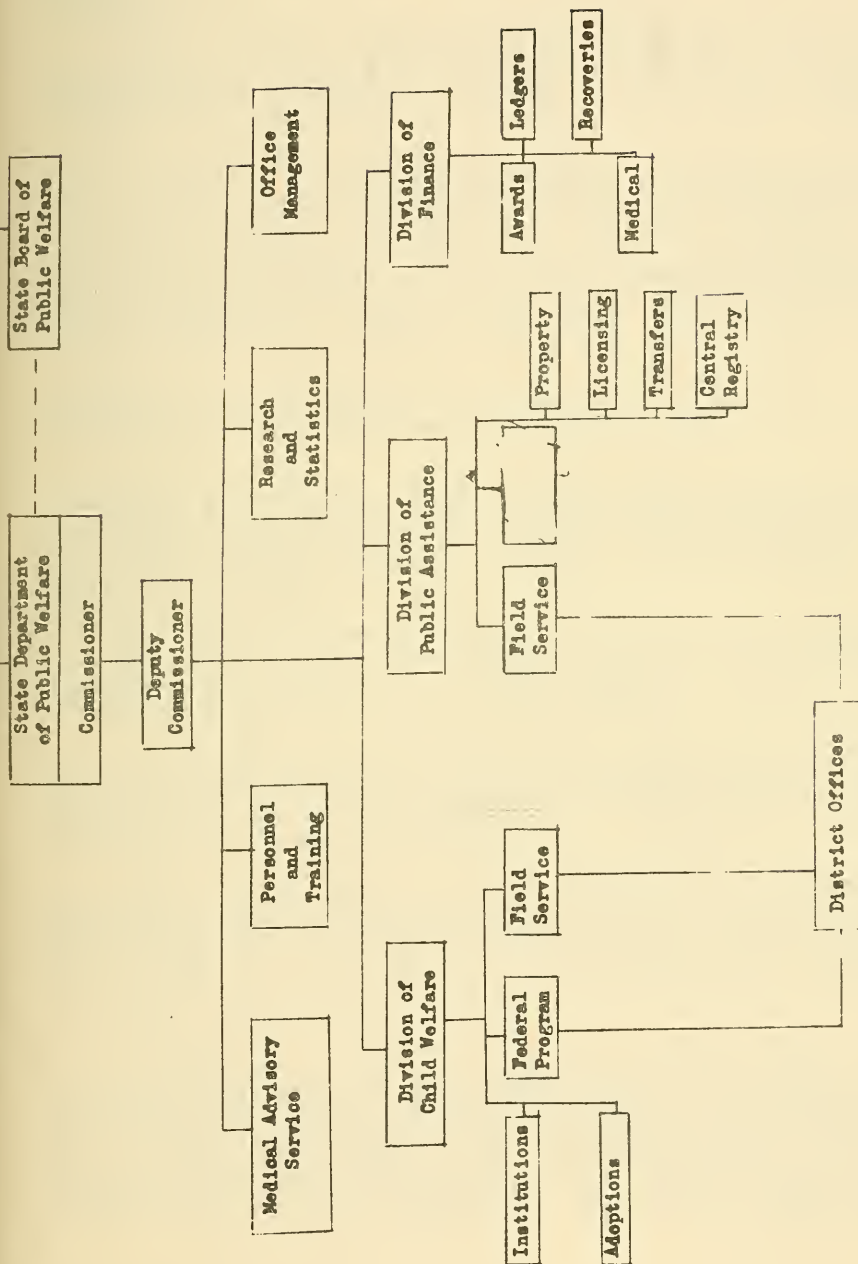 State Department
of Public Welfare
Commissioner
State Board of
Public Welfare
Deputy
Commissioner
Medical Advisory
Service
Personnel
and
Training
Research
and
Statistics
Office
Management
Division of
Child Welfare
Division of
Public Assistance
Division of
Finance
Institutions
Adoptions
Federal
Program
Field
Service
Field
Service
Property
Licensing
Transfers
Central
Registry
Awards
Ledgers
Medical
Recoveries
District Offices